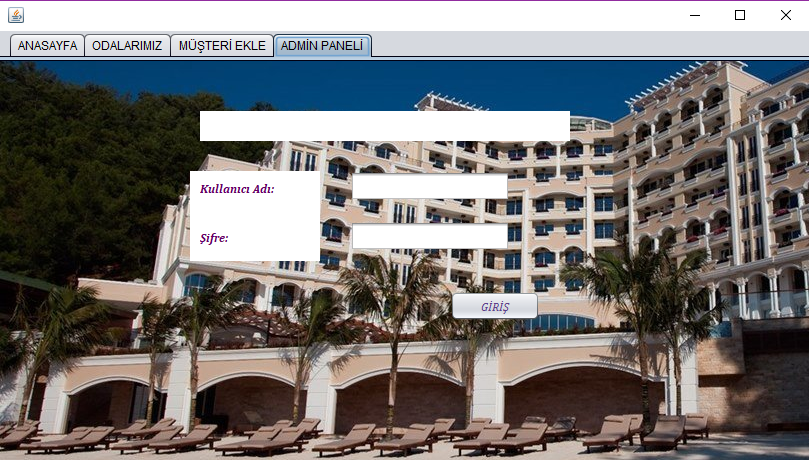 ANASAYFA ODALARIMIZ MÜŞTERİ EKLE ADMİN PANELİ
Kullanıcı Adı:
Şifre:
GİRİŞ